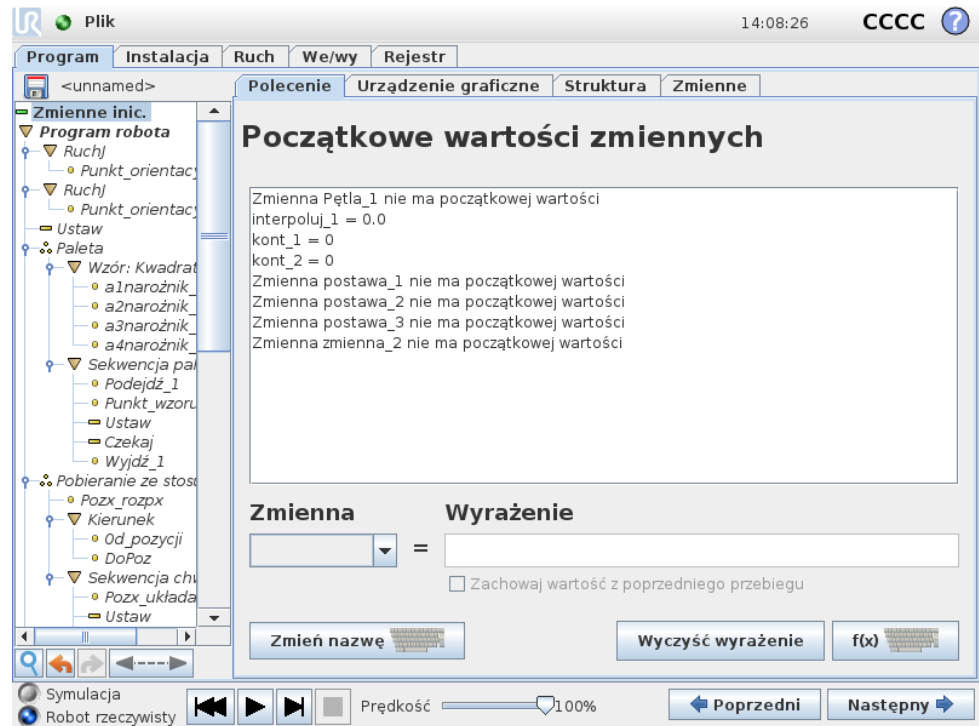 UR Plik 14:08:26 CCCC ?
Program Instalacja Ruch We/wy Rejestr
<unnamed>
Polecenie Urządzenie graficzne Struktura Zmienne
Zmienne inic.
Program robota
RuchJ
Punkt_orientacy
RuchJ
Punkt_orientacy
Ustaw
Paleta
Wzór: Kwadrat
a1narożnik_
a2narożnik_
a3narożnik_
a4narożnik_
Sekwencja pal
Podejdź_1
Punkt_wzoru
Ustaw
Czekaj
Wyjdź_1
Pobieranie ze stosu
Pozx_rozpx
Kierunek
0d_pozycji
DoPoz
Sekwencja chw
Pozx_układa
Ustaw
Początkowe wartości zmiennych
Zmienna Pętla_1 nie ma początkowej wartości
interpoluj_1 = 0.0
kont_1 = 0
kont_2 = 0
Zmienna postawa_1 nie ma początkowej wartości
Zmienna postawa_2 nie ma początkowej wartości
Zmienna postawa_3 nie ma początkowej wartości
Zmienna zmienna_2 nie ma początkowej wartości
Zmienna Wyrażenie
=
Zachowaj wartość z poprzedniego przebiegu
Zmień nazwę Wyczyść wyrażenie f(x)
Symulacja
Robot rzeczywisty
Prędkość 100%
Poprzedni Następny